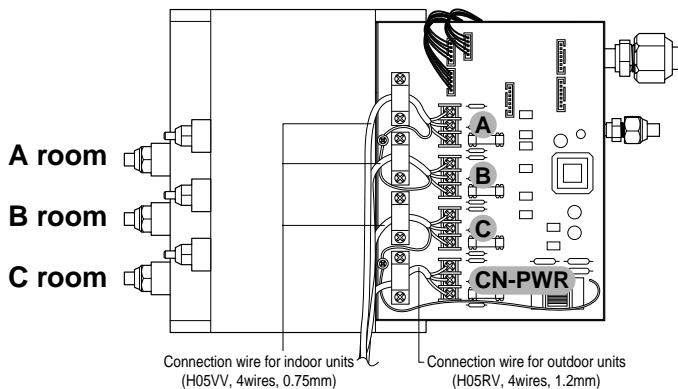 A room
B room
C room
A
B
C
CN-PWR
Connection wire for indoor units
(H05VV, 4wires, 0.75mm)
Connection wire for outdoor units
(H05RV, 4wires, 1.2mm)